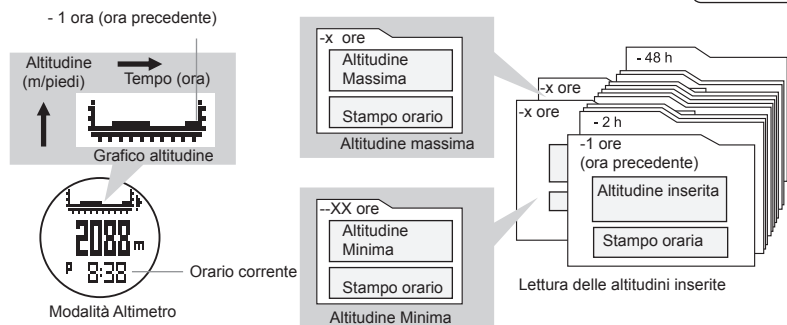 - 1 ora (ora precedente)
Altitudine
(m/piedi)
Tempo (ora)
Grafico altitudine
2088 m
P 8:38
Orario corrente
Modalità Altimetro
-x ore
Altitudine
Massima
Stampo orario
Altitudine massima
--XX ore
Altitudine
Minima
Stampo orario
Altitudine Minima
- 48 h
-x ore
-x ore
- 2 h
-1 ore
(ora precedente)
Altitudine inserita
Stampo oraria
Lettura delle altitudini inserite